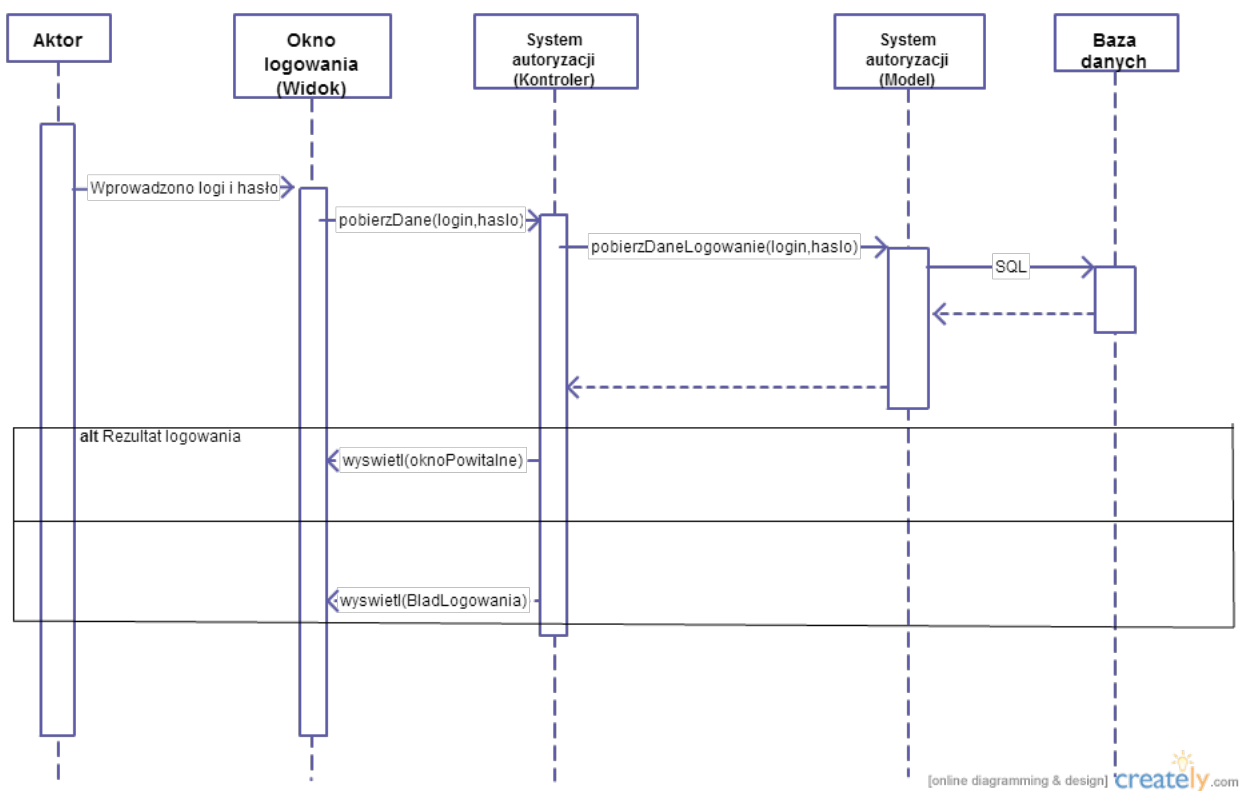 Aktor
Okno
logowania
(Widok)
System
autoryzacji
(Kontroler)
System
autoryzacji
(Model)
Baza
danych
Wprowadzono logi i hasło
pobierzDane(login,haslo)
pobierzDaneLogowanie(login,haslo)
SQL
alt Rezultat logowania
wyswietl(oknoPowitalne)
wyswietl(BladLogowania)
[online diagramming & design] creately.com